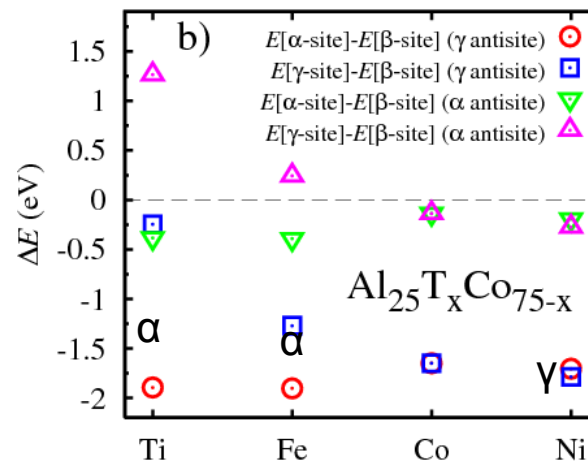 b)
E[α-site]-E[β-site] (γ antisite)
E[γ-site]-E[β-site] (γ antisite)
E[α-site]-E[β-site] (α antisite)
E[γ-site]-E[β-site] (α antisite)
1.5
1
0.5
0
-0.5
-1
-1.5
-2
ΔE (eV)
Al₂₅TₓCo₇₅₋ₓ
α
α
γ
Ti Fe Co Ni